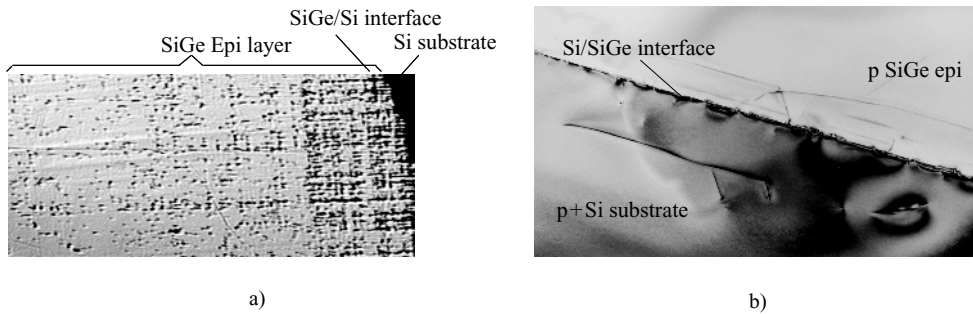 SiGe/Si interface
SiGe Epi layer
Si substrate
Si/SiGe interface
p SiGe epi
p+Si substrate
a)
b)